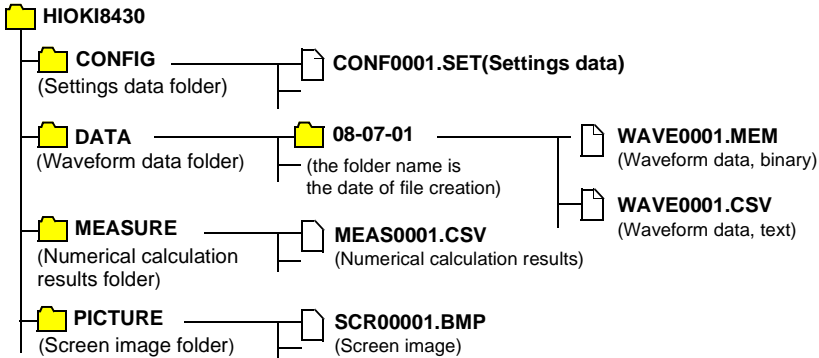 HIOKI8430
CONFIG
(Settings data folder)
CONF0001.SET(Settings data)
DATA
(Waveform data folder)
08-07-01
(the folder name is
the date of file creation)
WAVE0001.MEM
(Waveform data, binary)
WAVE0001.CSV
(Waveform data, text)
MEASURE
(Numerical calculation
results folder)
MEAS0001.CSV
(Numerical calculation results)
PICTURE
(Screen image folder)
SCR00001.BMP
(Screen image)